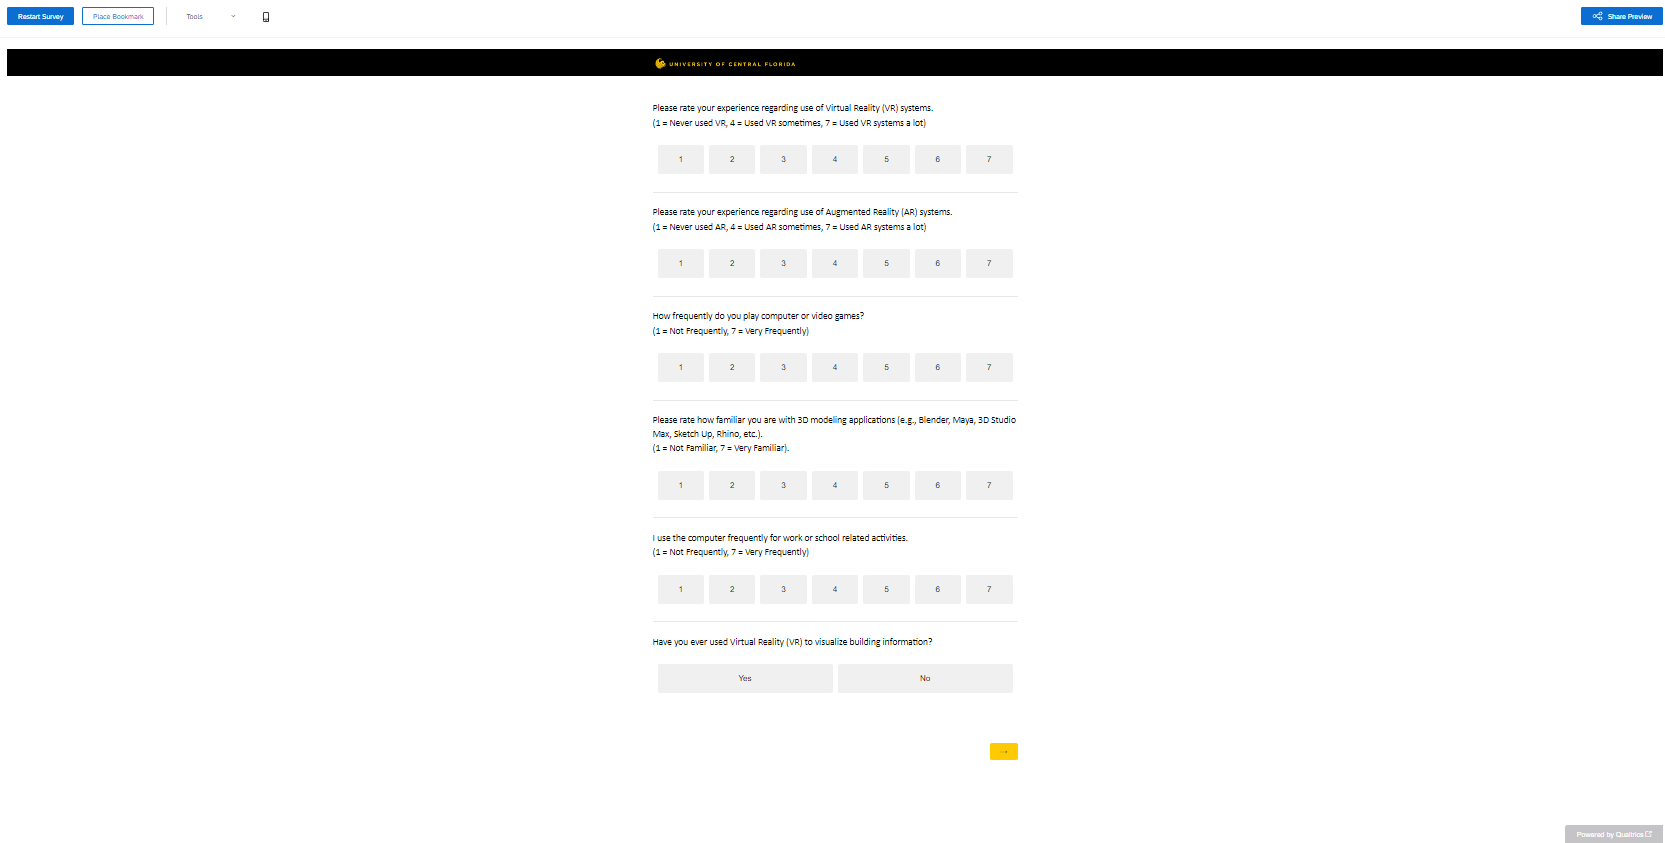 Restart Survey
Place Bookmark
Tools
Share Preview
UNIVERSITY OF CENTRAL FLORIDA
Please rate your experience regarding use of Virtual Reality (VR) systems.
(1 = Never used VR, 4 = Used VR sometimes, 7 = Used VR systems a lot)
1 2 3 4 5 6 7
Please rate your experience regarding use of Augmented Reality (AR) systems.
(1 = Never used AR, 4 = Used AR sometimes, 7 = Used AR systems a lot)
1 2 3 4 5 6 7
How frequently do you play computer or video games?
(1 = Not Frequently, 7 = Very Frequently)
1 2 3 4 5 6 7
Please rate how familiar you are with 3D modeling applications (e.g., Blender, Maya, 3D Studio
Max, Sketch Up, Rhino, etc.).
(1 = Not Familiar, 7 = Very Familiar).
1 2 3 4 5 6 7
I use the computer frequently for work or school related activities.
(1 = Not Frequently, 7 = Very Frequently)
1 2 3 4 5 6 7
Have you ever used Virtual Reality (VR) to visualize building information?
Yes No
→
Powered by Qualtrics